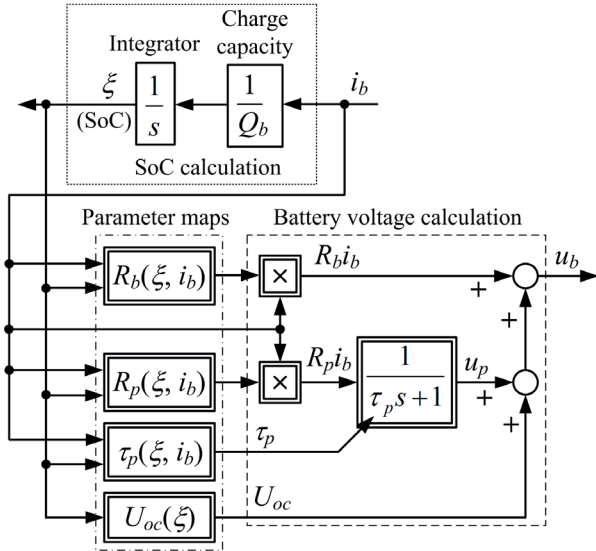 Charge
capacity
Integrator
ξ
(SoC)
1
s
1
Q_b
i_b
SoC calculation
Parameter maps
Battery voltage calculation
R_b(ξ, i_b)
×
R_b i_b
+
u_b
+
R_p(ξ, i_b)
×
R_p i_b
1
τ_p s+1
u_p
+
+
τ_p(ξ, i_b)
τ_p
U_oc(ξ)
U_oc